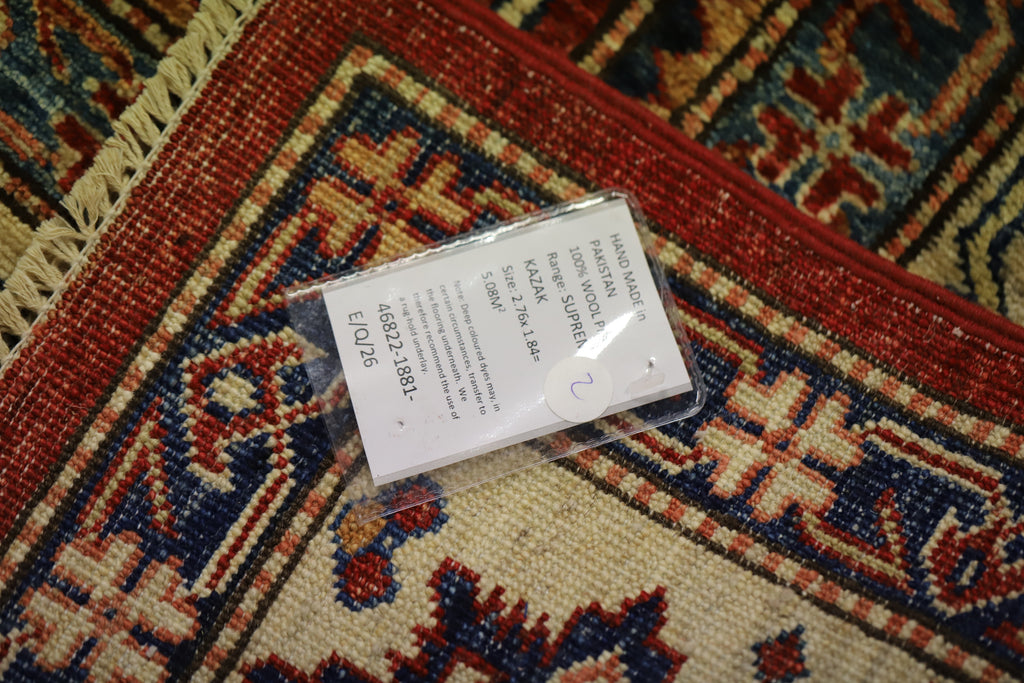 HAND MADE in
PAKISTAN
100% WOOL
Range:
KAZAK
Size: 2.76x 1.84=
5.08M²
Note: Deep coloured dyes may, in
certain circumstances, transfer to
the flooring underneath. We
therefore recommend the use of
a rug-hold underlay.
46822-1881-
E/Q/26
2